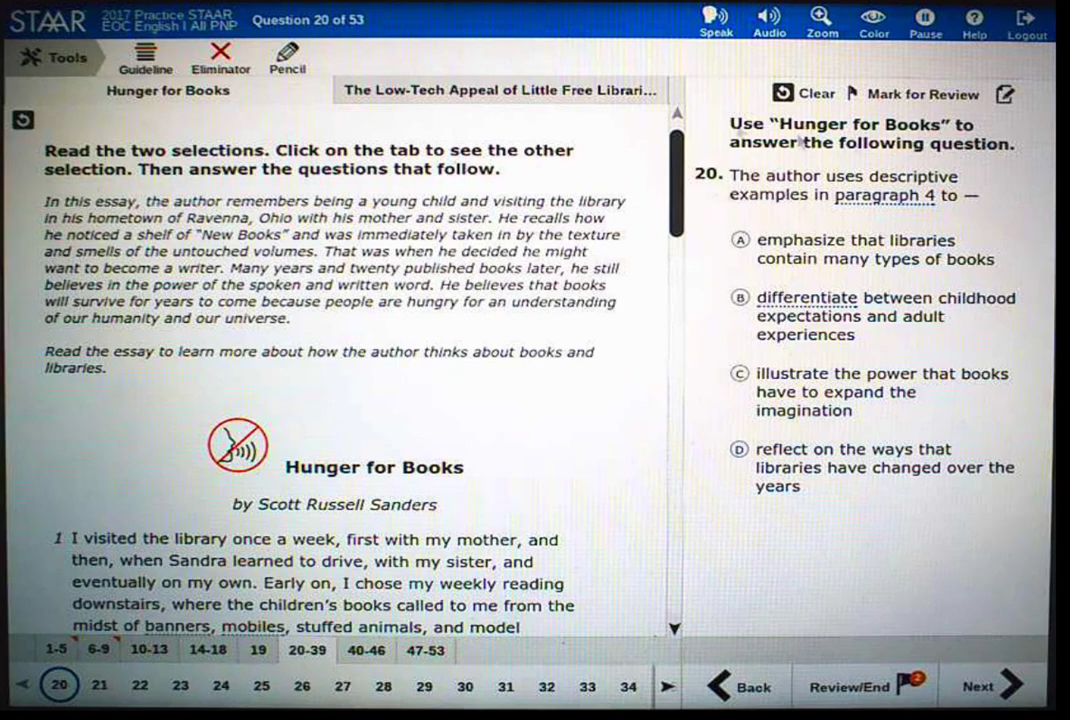 STAAR 2017 Practice STAAR Question 20 of 53
EOC English I All PNP
Speak Audio Zoom Color Pause Help Logout
Tools Guideline Eliminator Pencil
Hunger for Books
The Low-Tech Appeal of Little Free Librari...
Clear Mark for Review
Read the two selections. Click on the tab to see the other
selection. Then answer the questions that follow.
In this essay, the author remembers being a young child and visiting the library
in his hometown of Ravenna, Ohio with his mother and sister. He recalls how
he noticed a shelf of "New Books" and was immediately taken in by the texture
and smells of the untouched volumes. That was when he decided he might
want to become a writer. Many years and twenty published books later, he still
believes in the power of the spoken and written word. He believes that books
will survive for years to come because people are hungry for an understanding
of our humanity and our universe.
Read the essay to learn more about how the author thinks about books and
libraries.
Hunger for Books
by Scott Russell Sanders
1 I visited the library once a week, first with my mother, and
then, when Sandra learned to drive, with my sister, and
eventually on my own. Early on, I chose my weekly reading
downstairs, where the children's books called to me from the
midst of banners, mobiles, stuffed animals, and model
Use "Hunger for Books" to
answer the following question.
20. The author uses descriptive
examples in paragraph 4 to —
A emphasize that libraries
contain many types of books
B differentiate between childhood
expectations and adult
experiences
C illustrate the power that books
have to expand the
imagination
D reflect on the ways that
libraries have changed over the
years
1-5 6-9 10-13 14-18 19 20-39 40-46 47-53
20 21 22 23 24 25 26 27 28 29 30 31 32 33 34
Back Review/End 2 Next